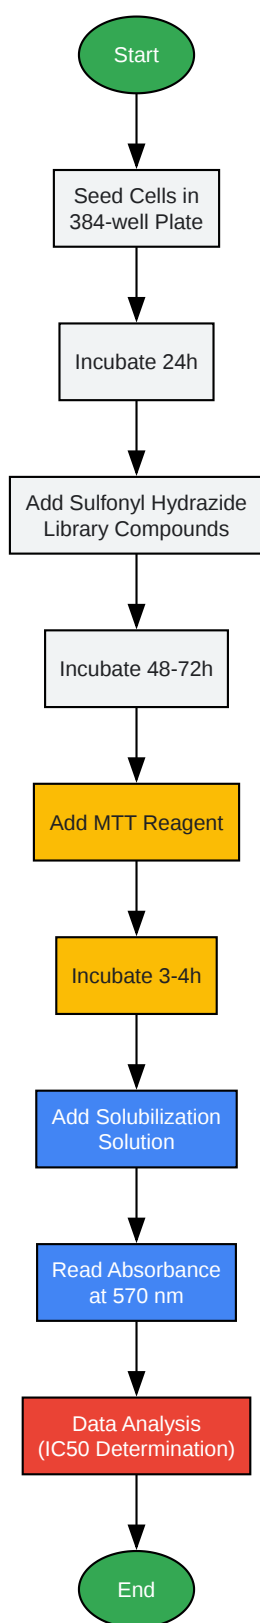 Start
Seed Cells in
384-well Plate
Incubate 24h
Add Sulfonyl Hydrazide
Library Compounds
Incubate 48-72h
Add MTT Reagent
Incubate 3-4h
Add Solubilization
Solution
Read Absorbance
at 570 nm
Data Analysis
(IC50 Determination)
End